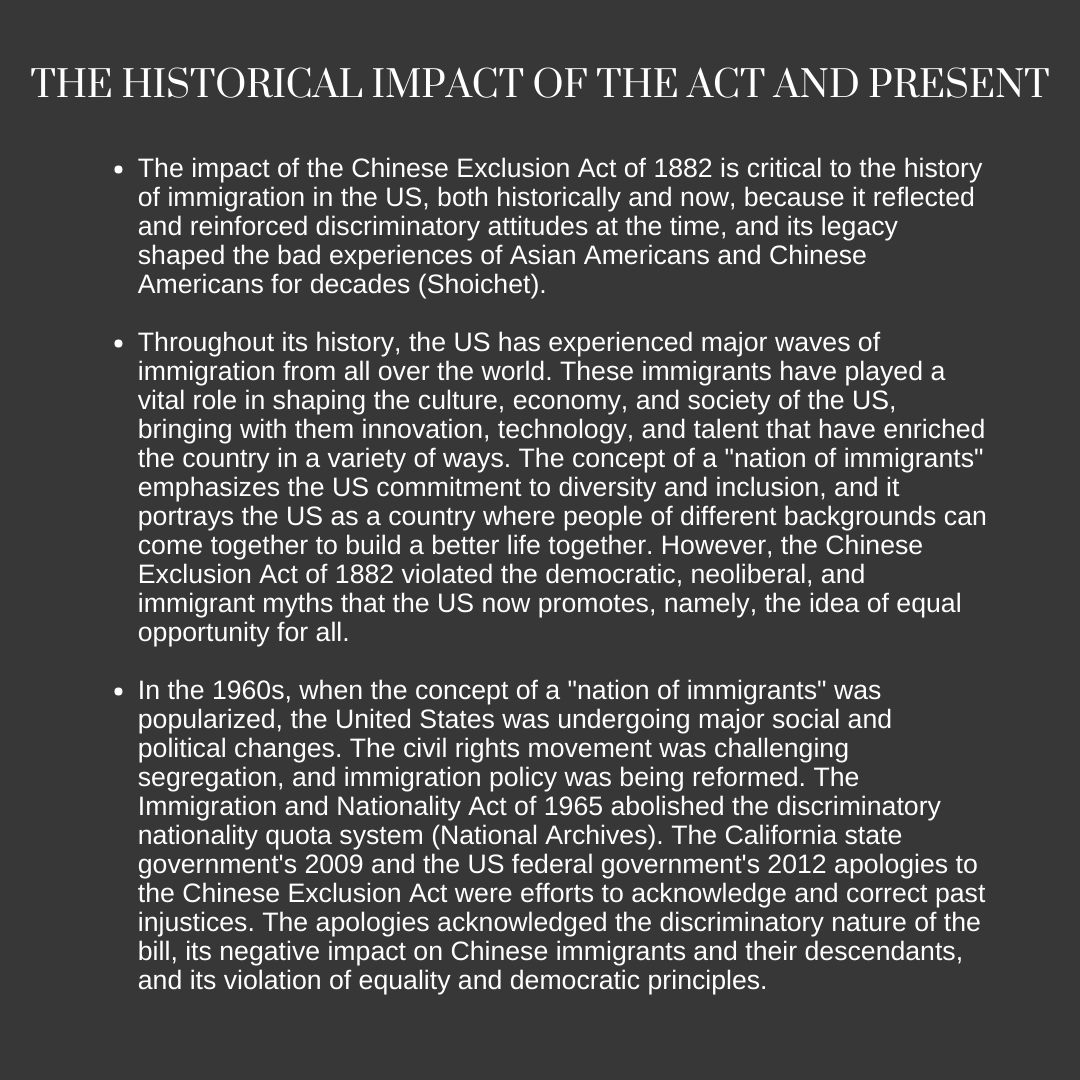 THE HISTORICAL IMPACT OF THE ACT AND PRESENT
• The impact of the Chinese Exclusion Act of 1882 is critical to the history
of immigration in the US, both historically and now, because it reflected
and reinforced discriminatory attitudes at the time, and its legacy
shaped the bad experiences of Asian Americans and Chinese
Americans for decades (Shoichet).
• Throughout its history, the US has experienced major waves of
immigration from all over the world. These immigrants have played a
vital role in shaping the culture, economy, and society of the US,
bringing with them innovation, technology, and talent that have enriched
the country in a variety of ways. The concept of a "nation of immigrants"
emphasizes the US commitment to diversity and inclusion, and it
portrays the US as a country where people of different backgrounds can
come together to build a better life together. However, the Chinese
Exclusion Act of 1882 violated the democratic, neoliberal, and
immigrant myths that the US now promotes, namely, the idea of equal
opportunity for all.
• In the 1960s, when the concept of a "nation of immigrants" was
popularized, the United States was undergoing major social and
political changes. The civil rights movement was challenging
segregation, and immigration policy was being reformed. The
Immigration and Nationality Act of 1965 abolished the discriminatory
nationality quota system (National Archives). The California state
government's 2009 and the US federal government's 2012 apologies to
the Chinese Exclusion Act were efforts to acknowledge and correct past
injustices. The apologies acknowledged the discriminatory nature of the
bill, its negative impact on Chinese immigrants and their descendants,
and its violation of equality and democratic principles.